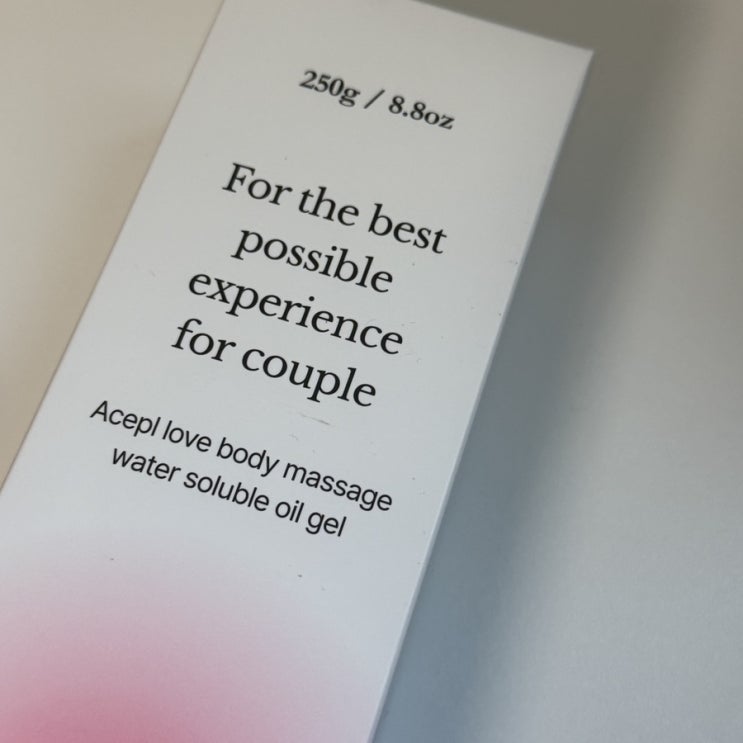 250g / 8.8oz
For the best
possible
experience
for couple
Acepl love body massage
water soluble oil gel